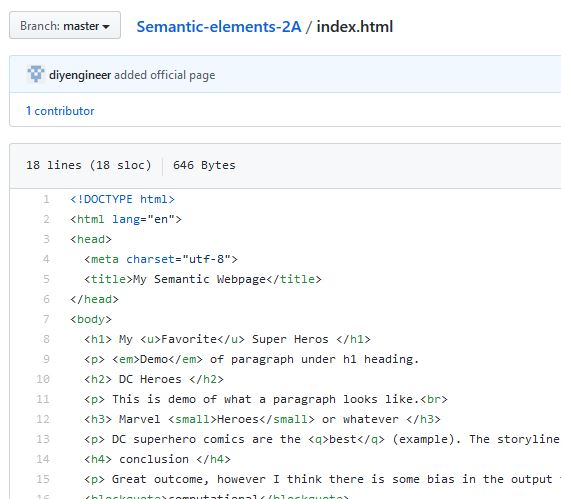 Branch: master Semantic-elements-2A / index.html
diyengineer added official page
1 contributor
18 lines (18 sloc) 646 Bytes
1 <!DOCTYPE html>
2 <html lang="en">
3 <head>
4 <meta charset="utf-8">
5 <title>My Semantic Webpage</title>
6 </head>
7 <body>
8 <h1> My <u>Favorite</u> Super Heros </h1>
9 <p> <em>Demo</em> of paragraph under h1 heading.
10 <h2> DC Heroes </h2>
11 <p> This is demo of what a paragraph looks like.<br>
12 <h3> Marvel <small>Heroes</small> or whatever </h3>
13 <p> DC superhero comics are the <q>best</q> (example). The storyline
14 <h4> conclusion </h4>
15 <p> Great outcome, however I think there is some bias in the output
16 <blockquote>computational</blockquote>